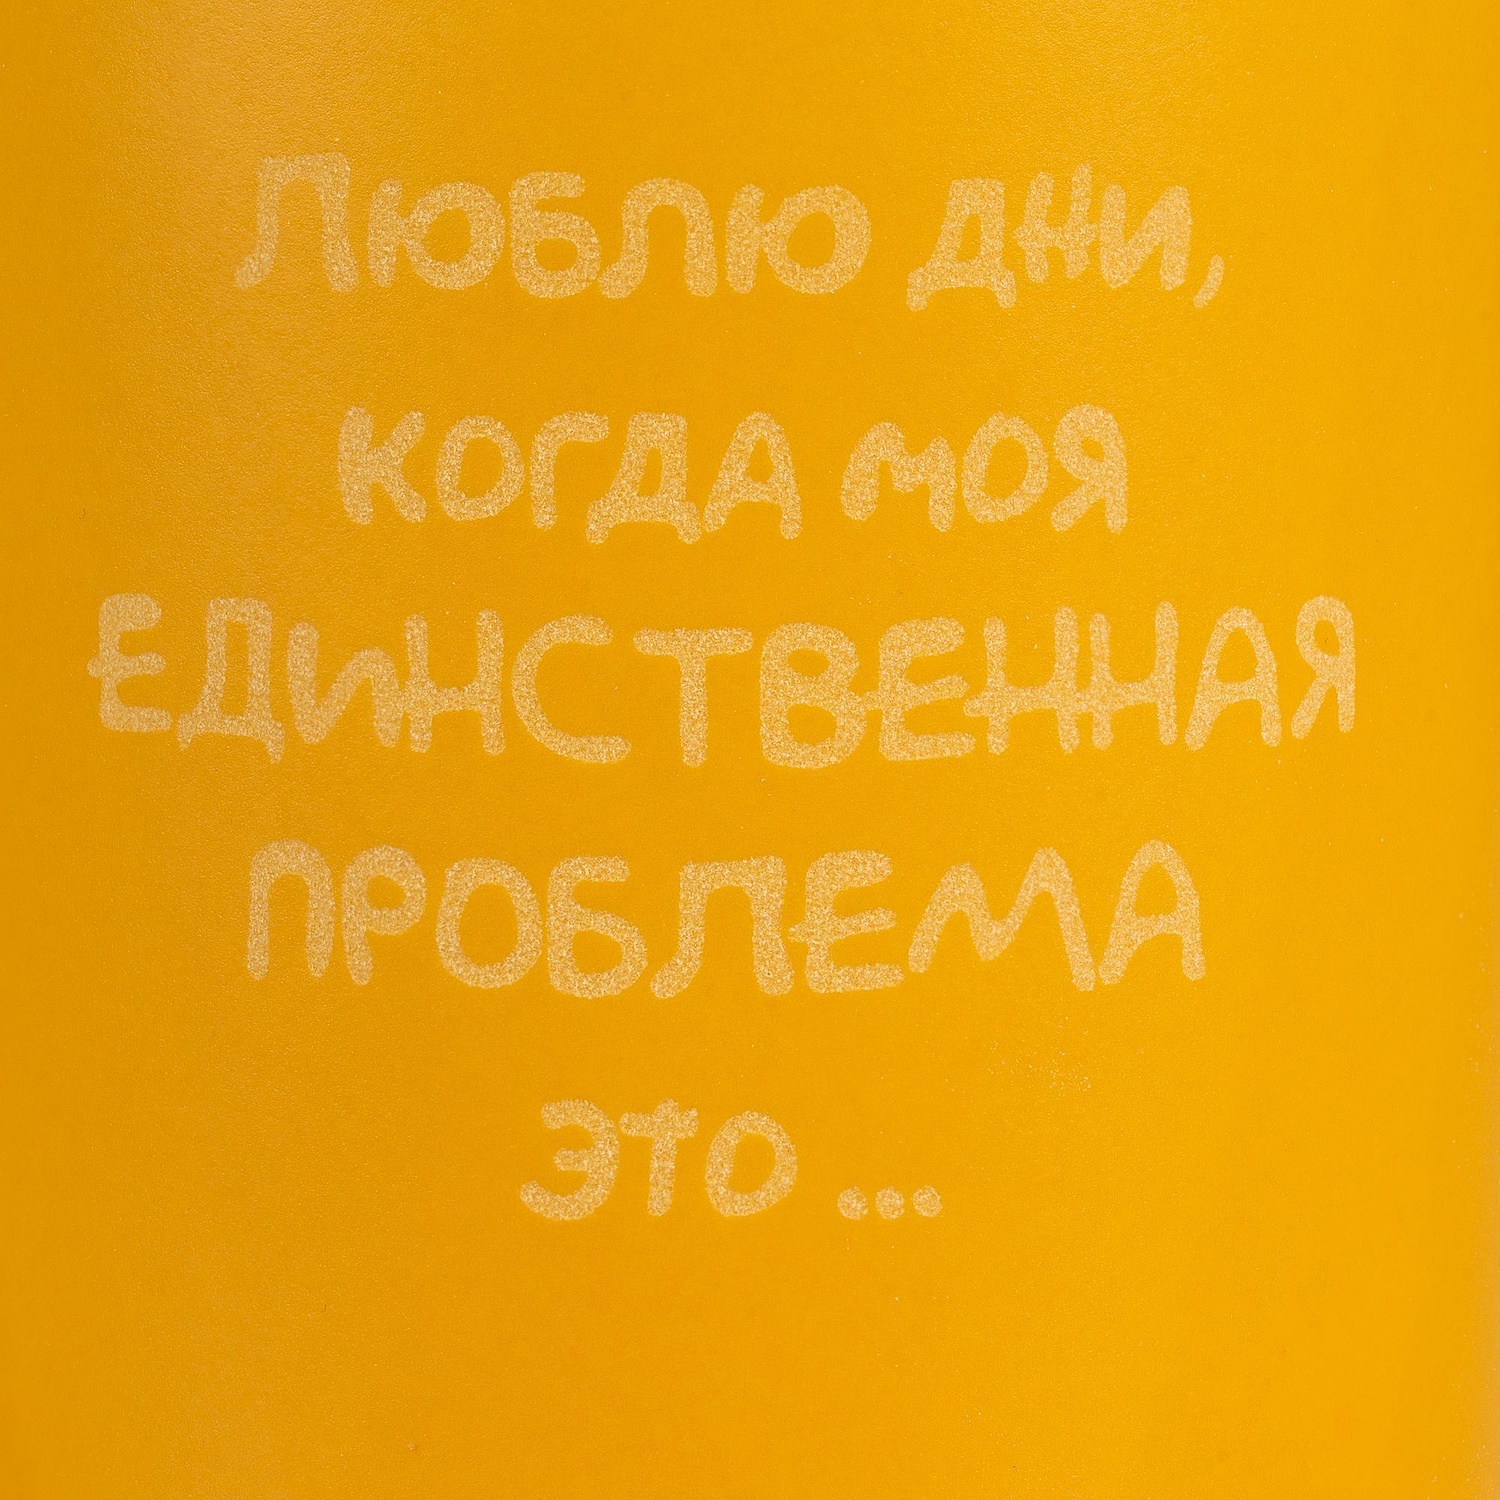 Люблю дни,
когда моя
единственная
проблема
это ...